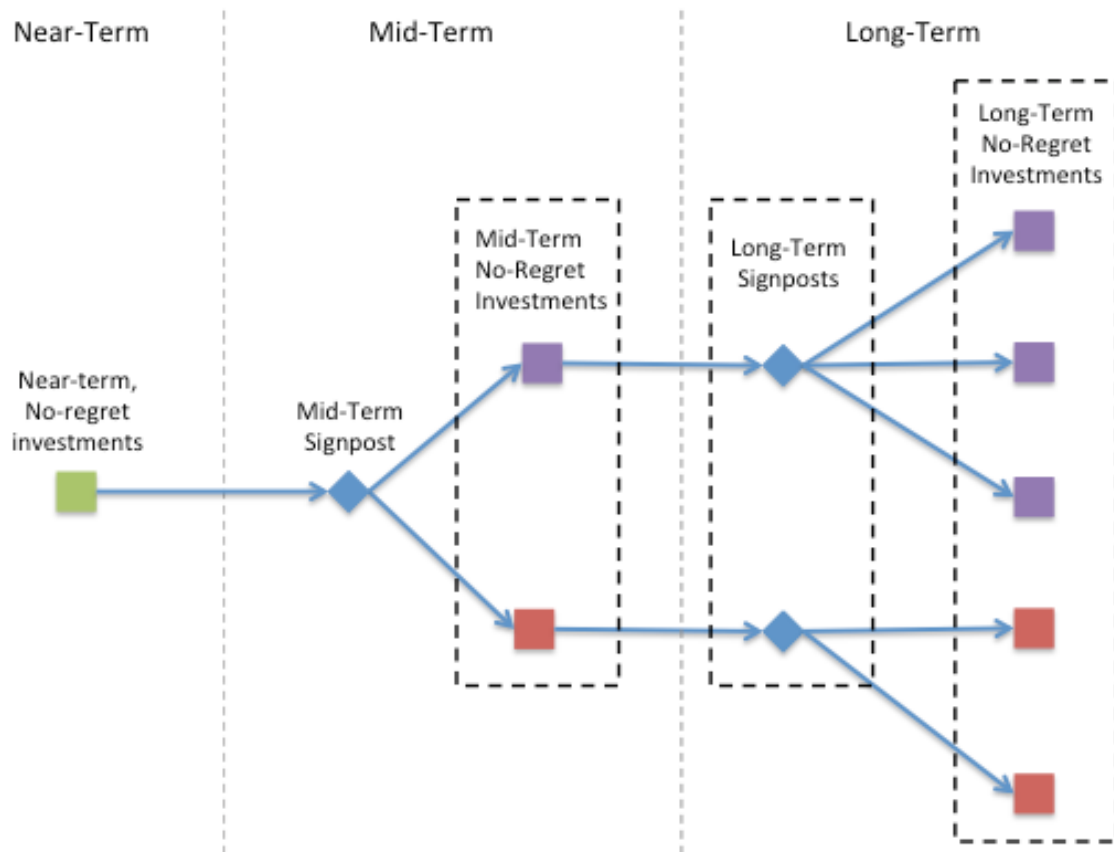 Near-Term
Mid-Term
Long-Term
Near-term,
No-regret
investments
Mid-Term
Signpost
Mid-Term
No-Regret
Investments
Long-Term
Signposts
Long-Term
No-Regret
Investments